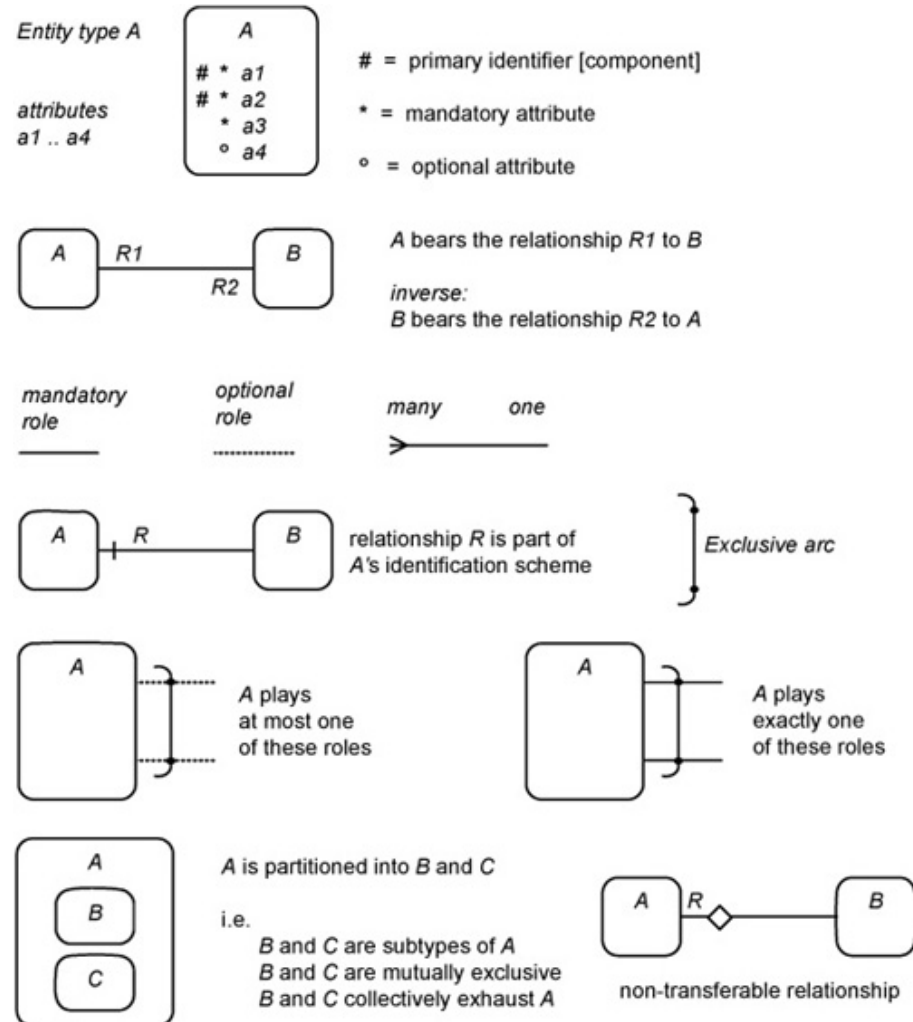 Entity type A
A
# = primary identifier [component]
# * a1
# * a2
* a3
° a4
attributes
a1 .. a4
* = mandatory attribute
° = optional attribute
A
R1
R2
B
A bears the relationship R1 to B
inverse:
B bears the relationship R2 to A
mandatory
role
optional
role
many
one
A
R
B
relationship R is part of
A's identification scheme
Exclusive arc
A
A plays
at most one
of these roles
A
A plays
exactly one
of these roles
A
B
C
A is partitioned into B and C
i.e.
B and C are subtypes of A
B and C are mutually exclusive
B and C collectively exhaust A
A
R
B
non-transferable relationship